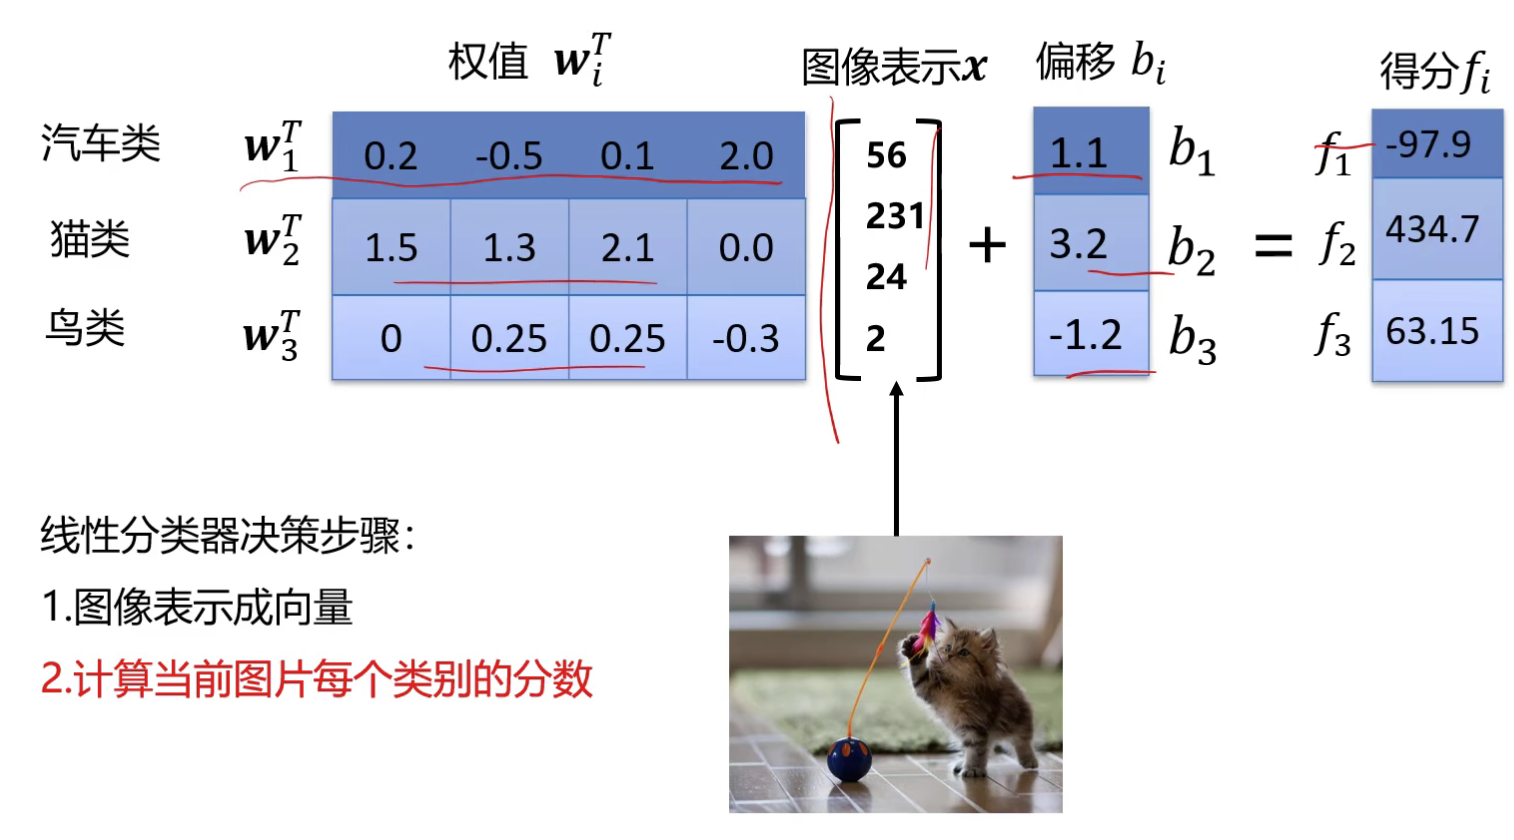 权值 w_i^T 图像表示x 偏移 b_i 得分f_i
汽车类 w_1^T 0.2 -0.5 0.1 2.0 56 1.1 b_1 f_1 -97.9
231
猫类 w_2^T 1.5 1.3 2.1 0.0 + 3.2 b_2 = f_2 434.7
24
鸟类 w_3^T 0 0.25 0.25 -0.3 2 -1.2 b_3 f_3 63.15
线性分类器决策步骤：
1.图像表示成向量
2.计算当前图片每个类别的分数